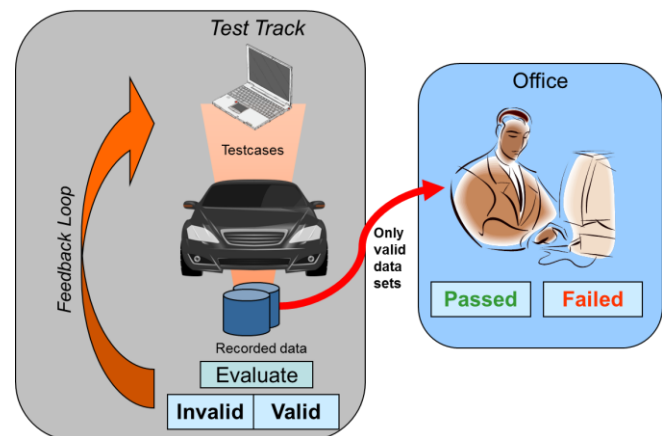 Test Track
Testcases
Feedback Loop
Recorded data
Evaluate
Invalid
Valid
Only
valid
data
sets
Office
Passed
Failed